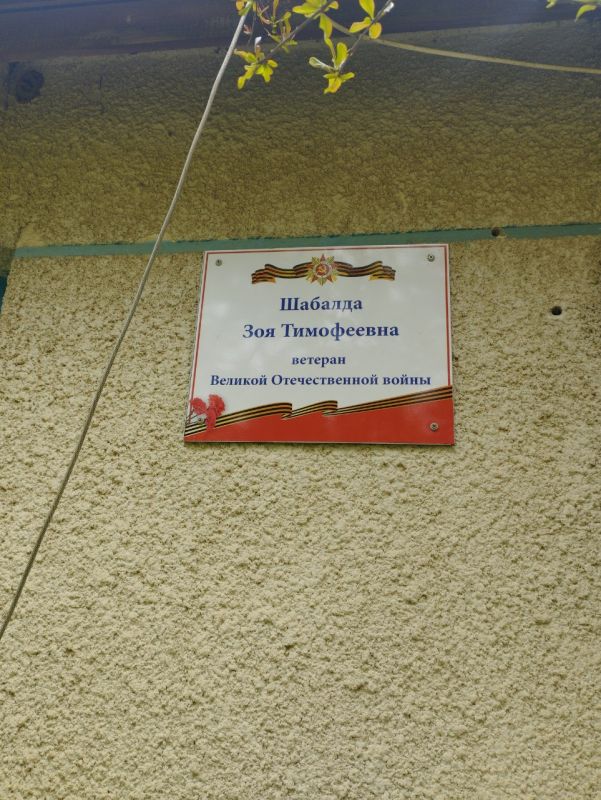 Шабалда
Зоя Тимофеевна
ветеран
Великой Отечественной войны